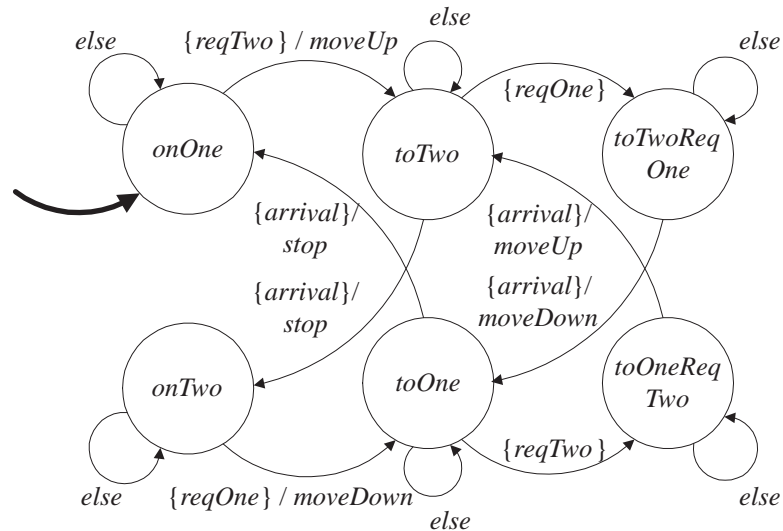 else
{reqTwo} / moveUp
else
{reqOne}
else
onOne
toTwo
toTwoReq
One
{arrival}/
stop
{arrival}/
moveUp
{arrival}/
stop
{arrival}/
moveDown
onTwo
toOne
toOneReq
Two
else
{reqOne} / moveDown
else
{reqTwo}
else